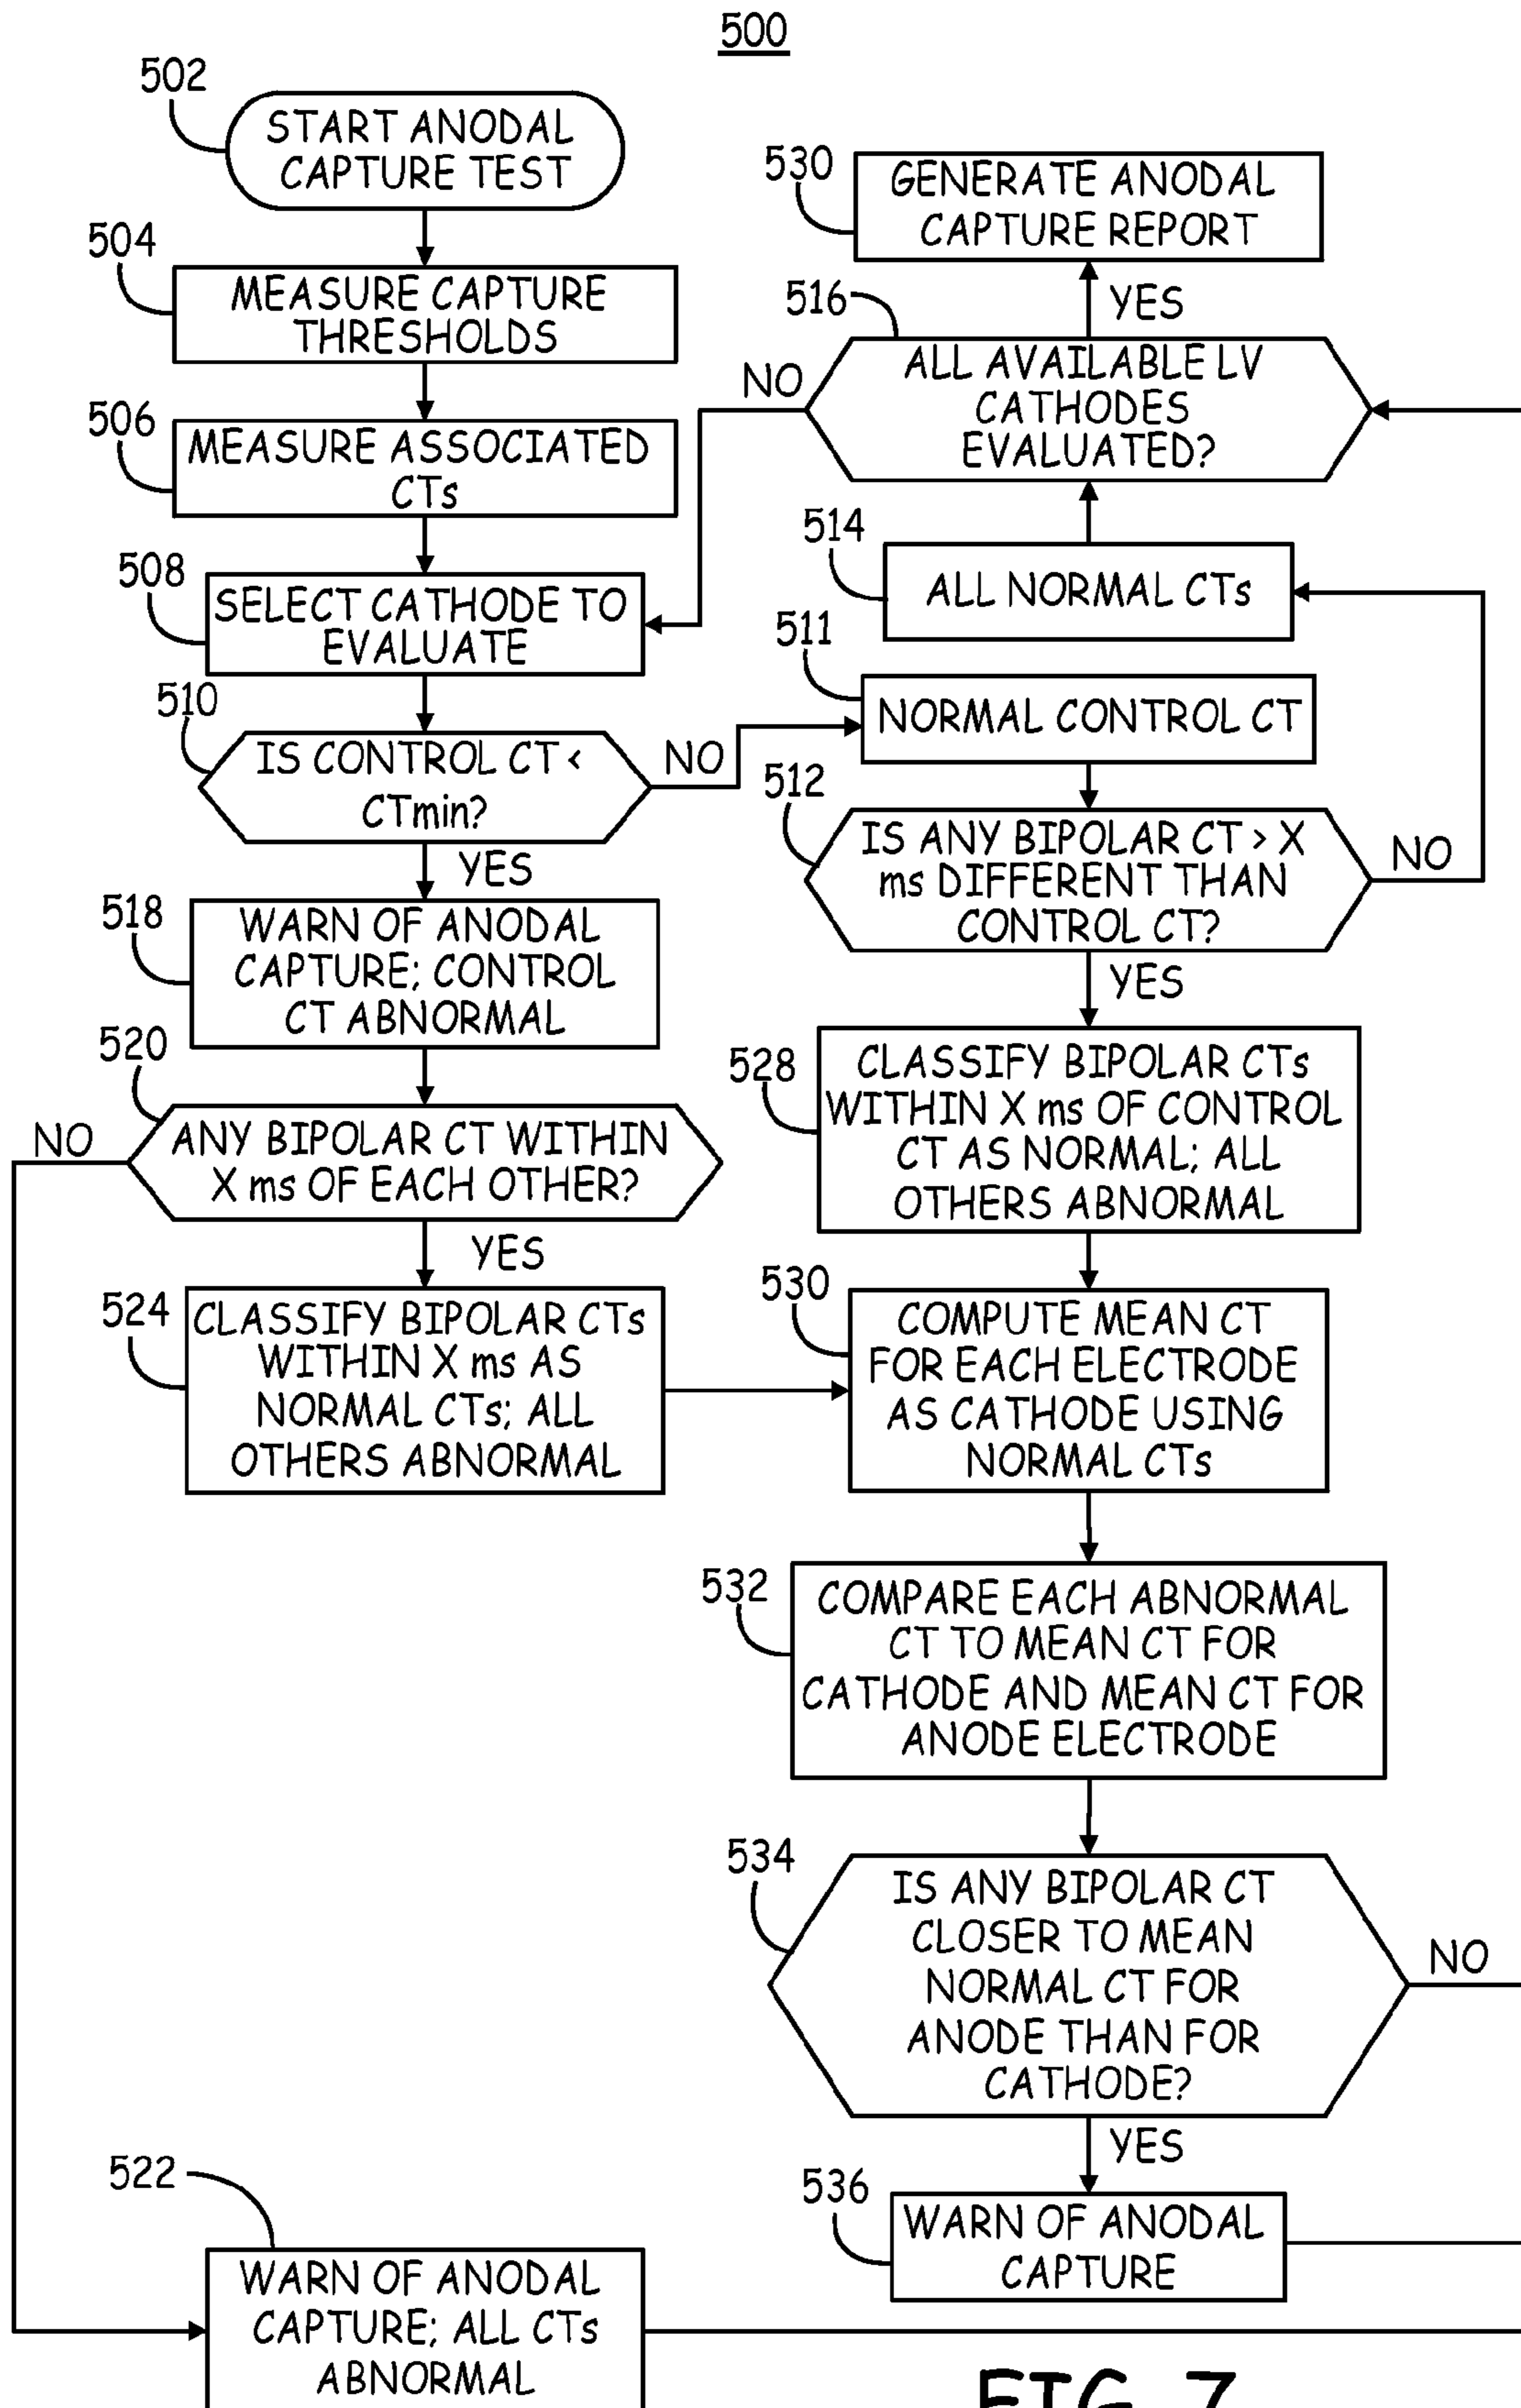 500
502
START ANODAL
CAPTURE TEST
504
MEASURE CAPTURE
THRESHOLDS
506
MEASURE ASSOCIATED
CTs
508
SELECT CATHODE TO
EVALUATE
510
IS CONTROL CT <
CTmin?
NO
YES
518
WARN OF ANODAL
CAPTURE; CONTROL
CT ABNORMAL
520
NO
ANY BIPOLAR CT WITHIN
X ms OF EACH OTHER?
YES
524
CLASSIFY BIPOLAR CTs
WITHIN X ms AS
NORMAL CTs; ALL
OTHERS ABNORMAL
522
WARN OF ANODAL
CAPTURE; ALL CTs
ABNORMAL
530
GENERATE ANODAL
CAPTURE REPORT
516
YES
NO
ALL AVAILABLE LV
CATHODES
EVALUATED?
514
ALL NORMAL CTs
511
NORMAL CONTROL CT
512
IS ANY BIPOLAR CT > X
ms DIFFERENT THAN
CONTROL CT?
NO
YES
528
CLASSIFY BIPOLAR CTs
WITHIN X ms OF CONTROL
CT AS NORMAL; ALL
OTHERS ABNORMAL
530
COMPUTE MEAN CT
FOR EACH ELECTRODE
AS CATHODE USING
NORMAL CTs
532
COMPARE EACH ABNORMAL
CT TO MEAN CT FOR
CATHODE AND MEAN CT FOR
ANODE ELECTRODE
534
IS ANY BIPOLAR CT
CLOSER TO MEAN
NORMAL CT FOR
ANODE THAN FOR
CATHODE?
NO
YES
536
WARN OF ANODAL
CAPTURE
FIG. 7